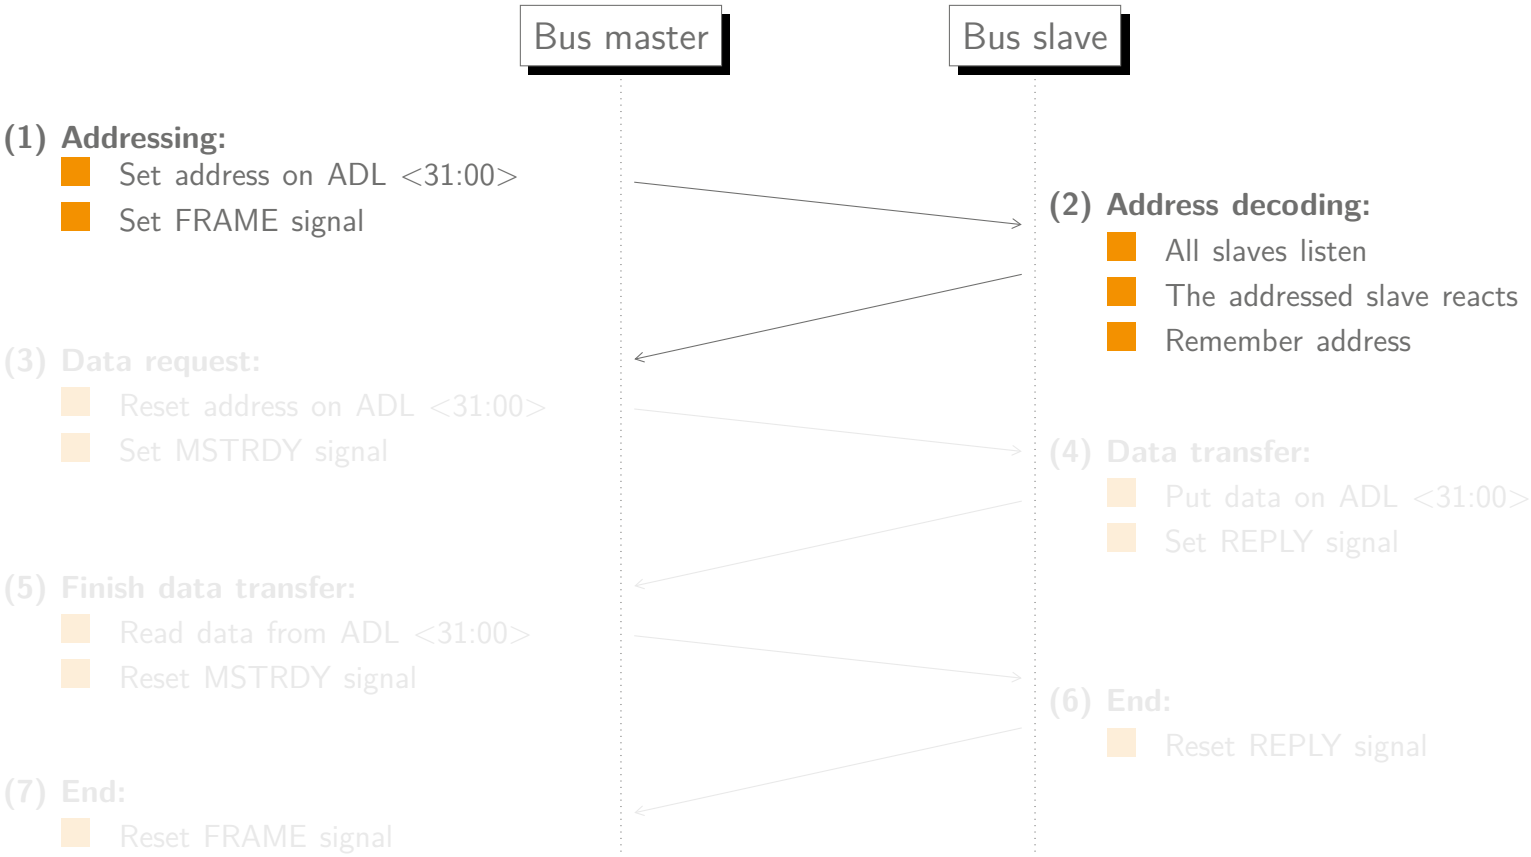 Bus master
Bus slave
(1) Addressing:
Set address on ADL <31:00>
Set FRAME signal
(2) Address decoding:
All slaves listen
The addressed slave reacts
Remember address
(3) Data request:
Reset address on ADL <31:00>
Set MSTRDY signal
(4) Data transfer:
Put data on ADL <31:00>
Set REPLY signal
(5) Finish data transfer:
Read data from ADL <31:00>
Reset MSTRDY signal
(6) End:
Reset REPLY signal
(7) End:
Reset FRAME signal